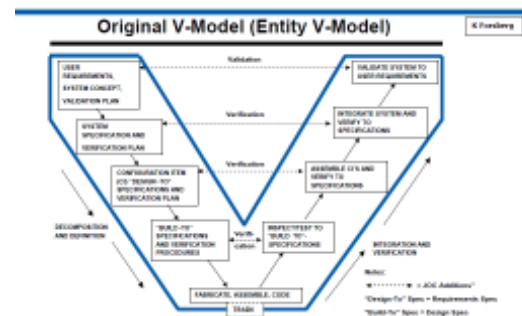 Original V-Model (Entity V-Model)
K Forsberg
USER
REQUIREMENTS,
SYSTEM CONCEPT,
VALIDATION PLAN
Validation
VALIDATE SYSTEM TO
USER REQUIREMENTS
SYSTEM
SPECIFICATION AND
VERIFICATION PLAN
Verification
INTEGRATE SYSTEM AND
VERIFY TO
SPECIFICATIONS
CONFIGURATION ITEM
"DESIGN-TO"
SPECIFICATIONS AND
VERIFICATION PLAN
Verification
ASSEMBLE
AND
VERIFY TO
SPECIFICATIONS
DECOMPOSITION
AND DEFINITION
"BUILD-TO"
SPECIFICATIONS
AND VERIFICATION
PROCEDURES
Verifi-
cation
INSPECT/TEST TO
"BUILD TO"-
SPECIFICATIONS
INTEGRATION AND
VERIFICATION
FABRICATE, ASSEMBLE, CODE
Notes:
= Additions"
"Design-To" Spec = Requirements Spec
"Build-To" Spec = Design Spec